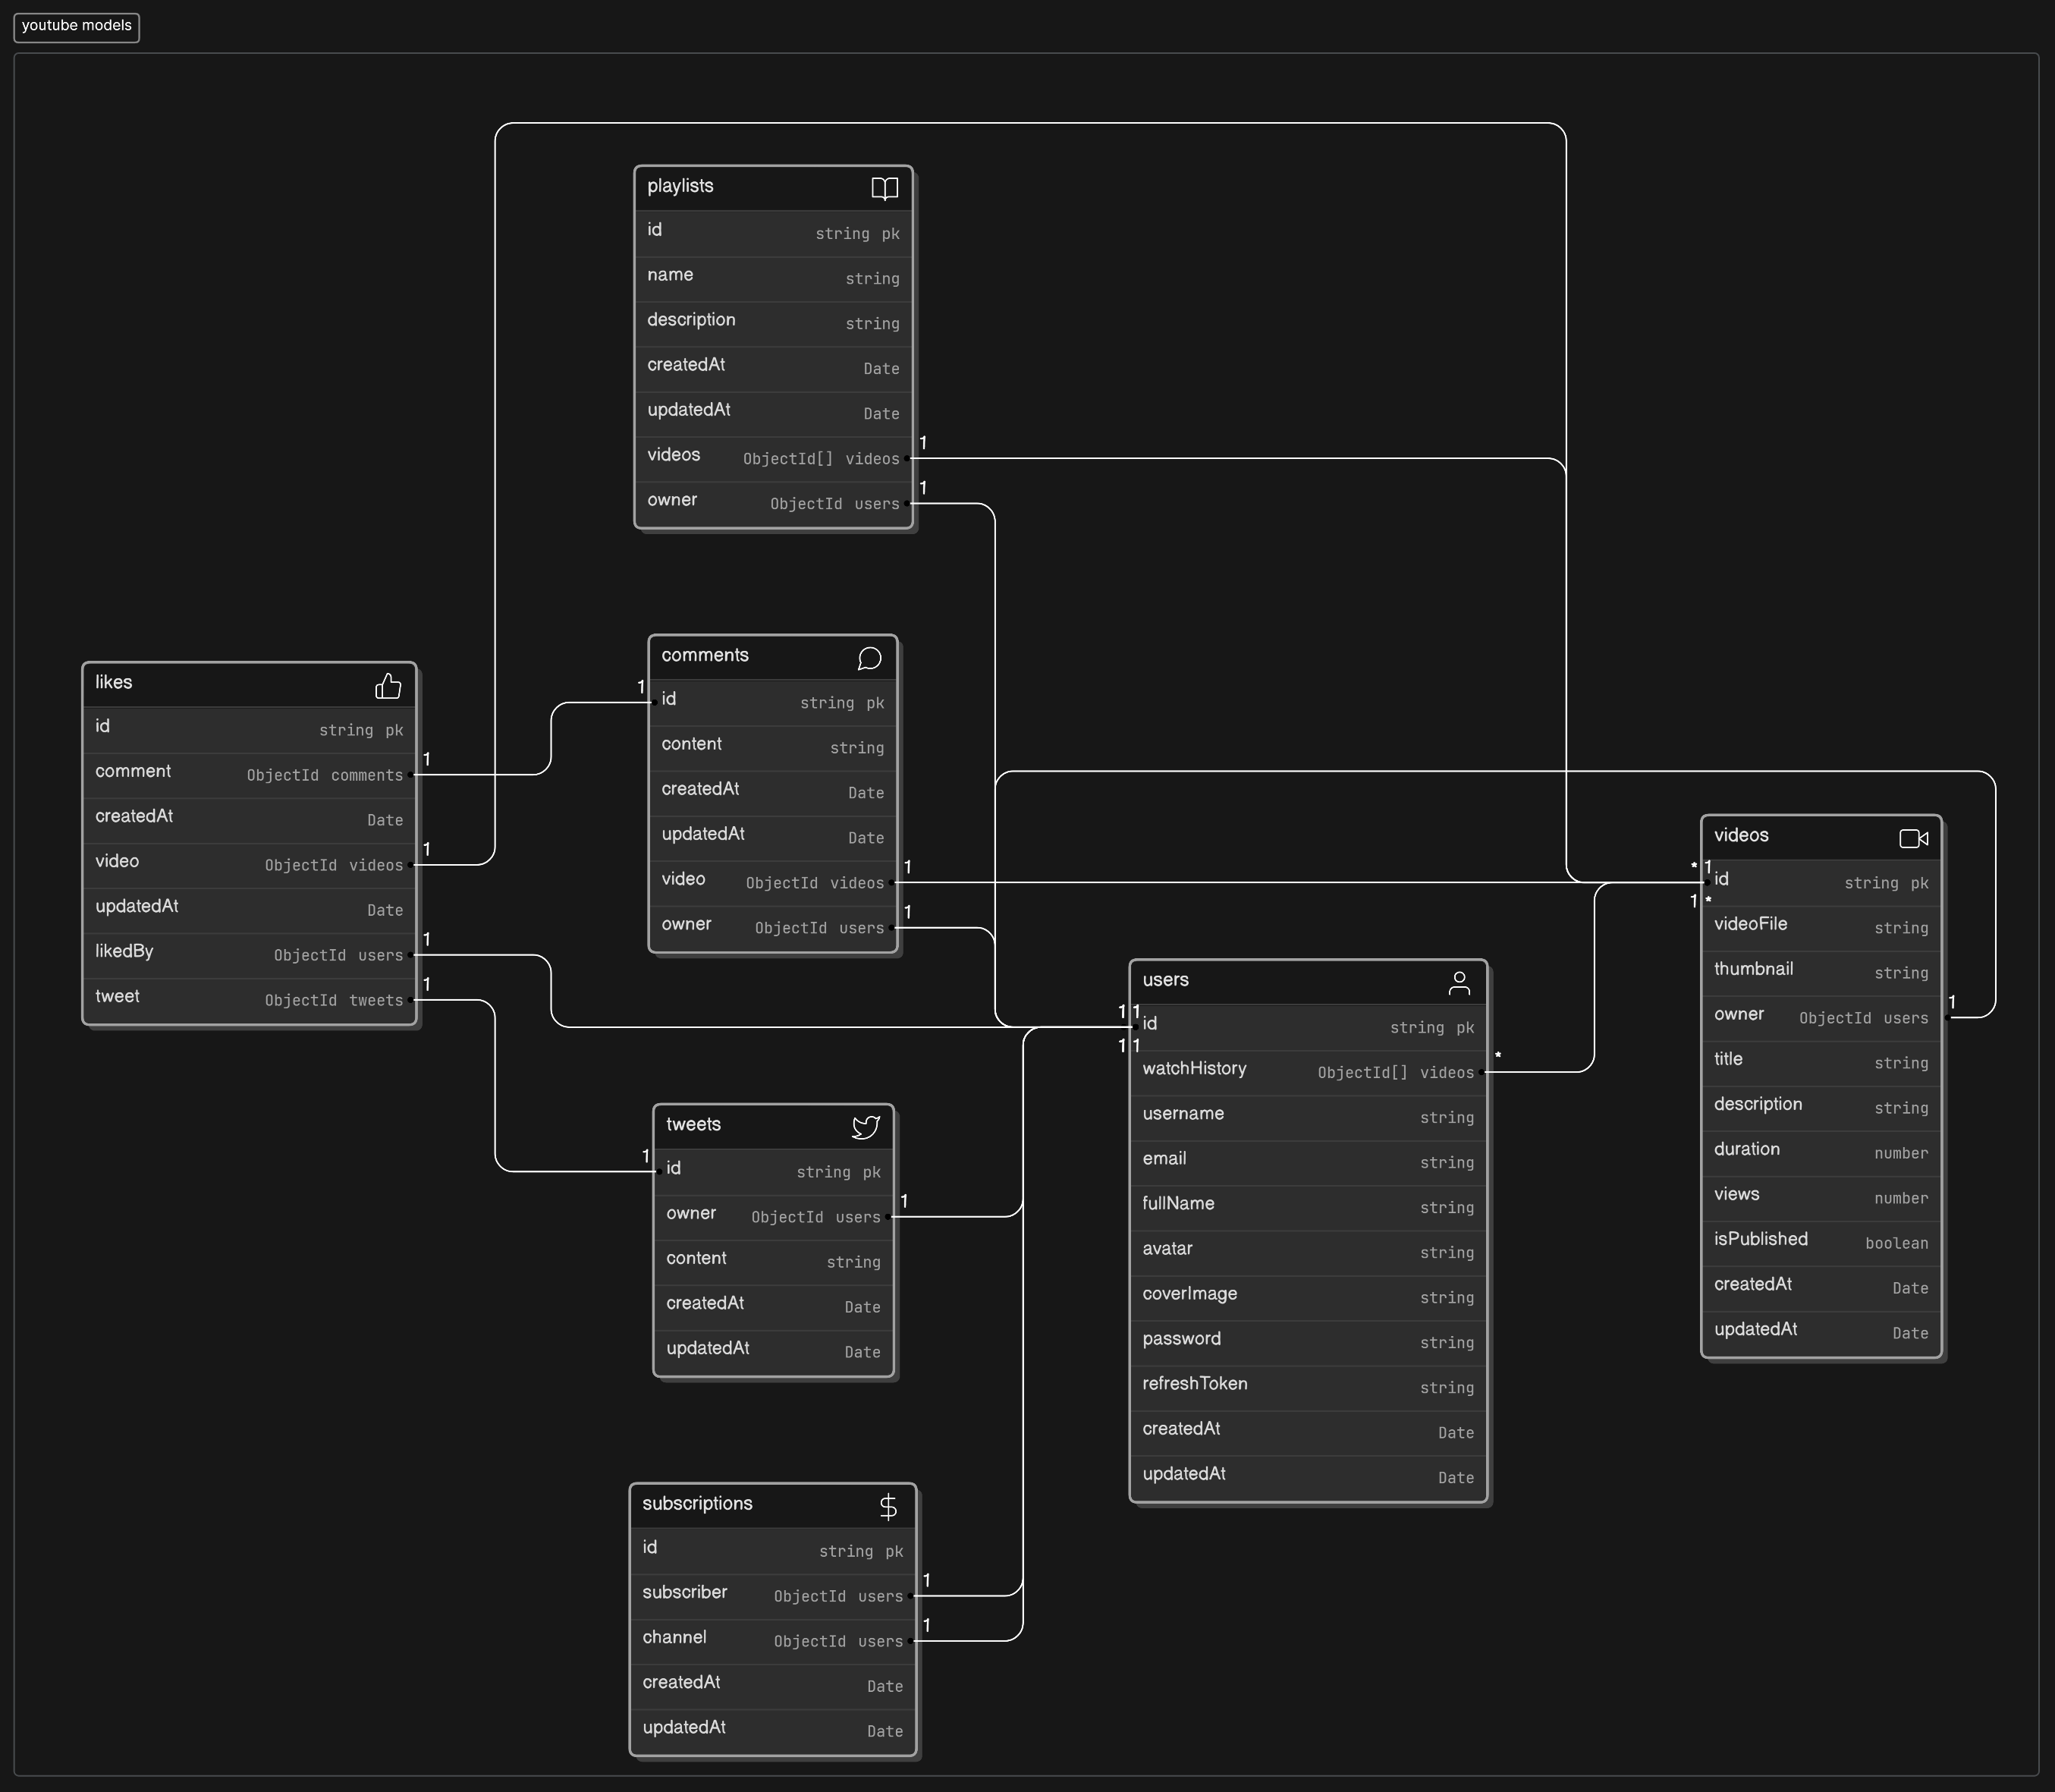 youtube models
playlists
id string pk
name string
description string
createdAt Date
updatedAt Date
videos ObjectId[] videos 1
owner ObjectId users 1
likes
id string pk
comment ObjectId comments 1
createdAt Date
video ObjectId videos 1
updatedAt Date
likedBy ObjectId users 1
tweet ObjectId tweets 1
comments
1 id string pk
content string
createdAt Date
updatedAt Date
video ObjectId videos 1
owner ObjectId users 1
tweets
1 id string pk
owner ObjectId users 1
content string
createdAt Date
updatedAt Date
subscriptions
id string pk
subscriber ObjectId users 1
channel ObjectId users 1
createdAt Date
updatedAt Date
users
1 1
id string pk
1 1
watchHistory ObjectId[] videos *
username string
email string
fullName string
avatar string
coverImage string
password string
refreshToken string
createdAt Date
updatedAt Date
videos
* 1
id string pk
1 *
videoFile string
thumbnail string
owner ObjectId users 1
title string
description string
duration number
views number
isPublished boolean
createdAt Date
updatedAt Date